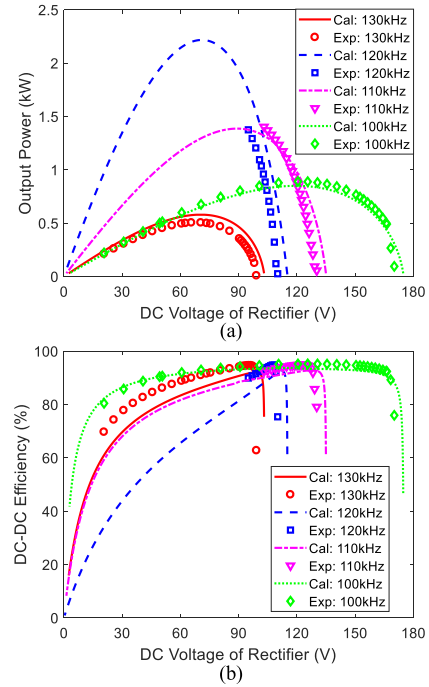 Output Power (kW)
2.5
2
1.5
1
0.5
0
0 30 60 90 120 150 180
DC Voltage of Rectifier (V)
Cal: 130kHz
Exp: 130kHz
Cal: 120kHz
Exp: 120kHz
Cal: 110kHz
Exp: 110kHz
Cal: 100kHz
Exp: 100kHz
(a)
DC-DC Efficiency (%)
100
80
60
40
20
0
0 30 60 90 120 150 180
DC Voltage of Rectifier (V)
Cal: 130kHz
Exp: 130kHz
Cal: 120kHz
Exp: 120kHz
Cal: 110kHz
Exp: 110kHz
Cal: 100kHz
Exp: 100kHz
(b)